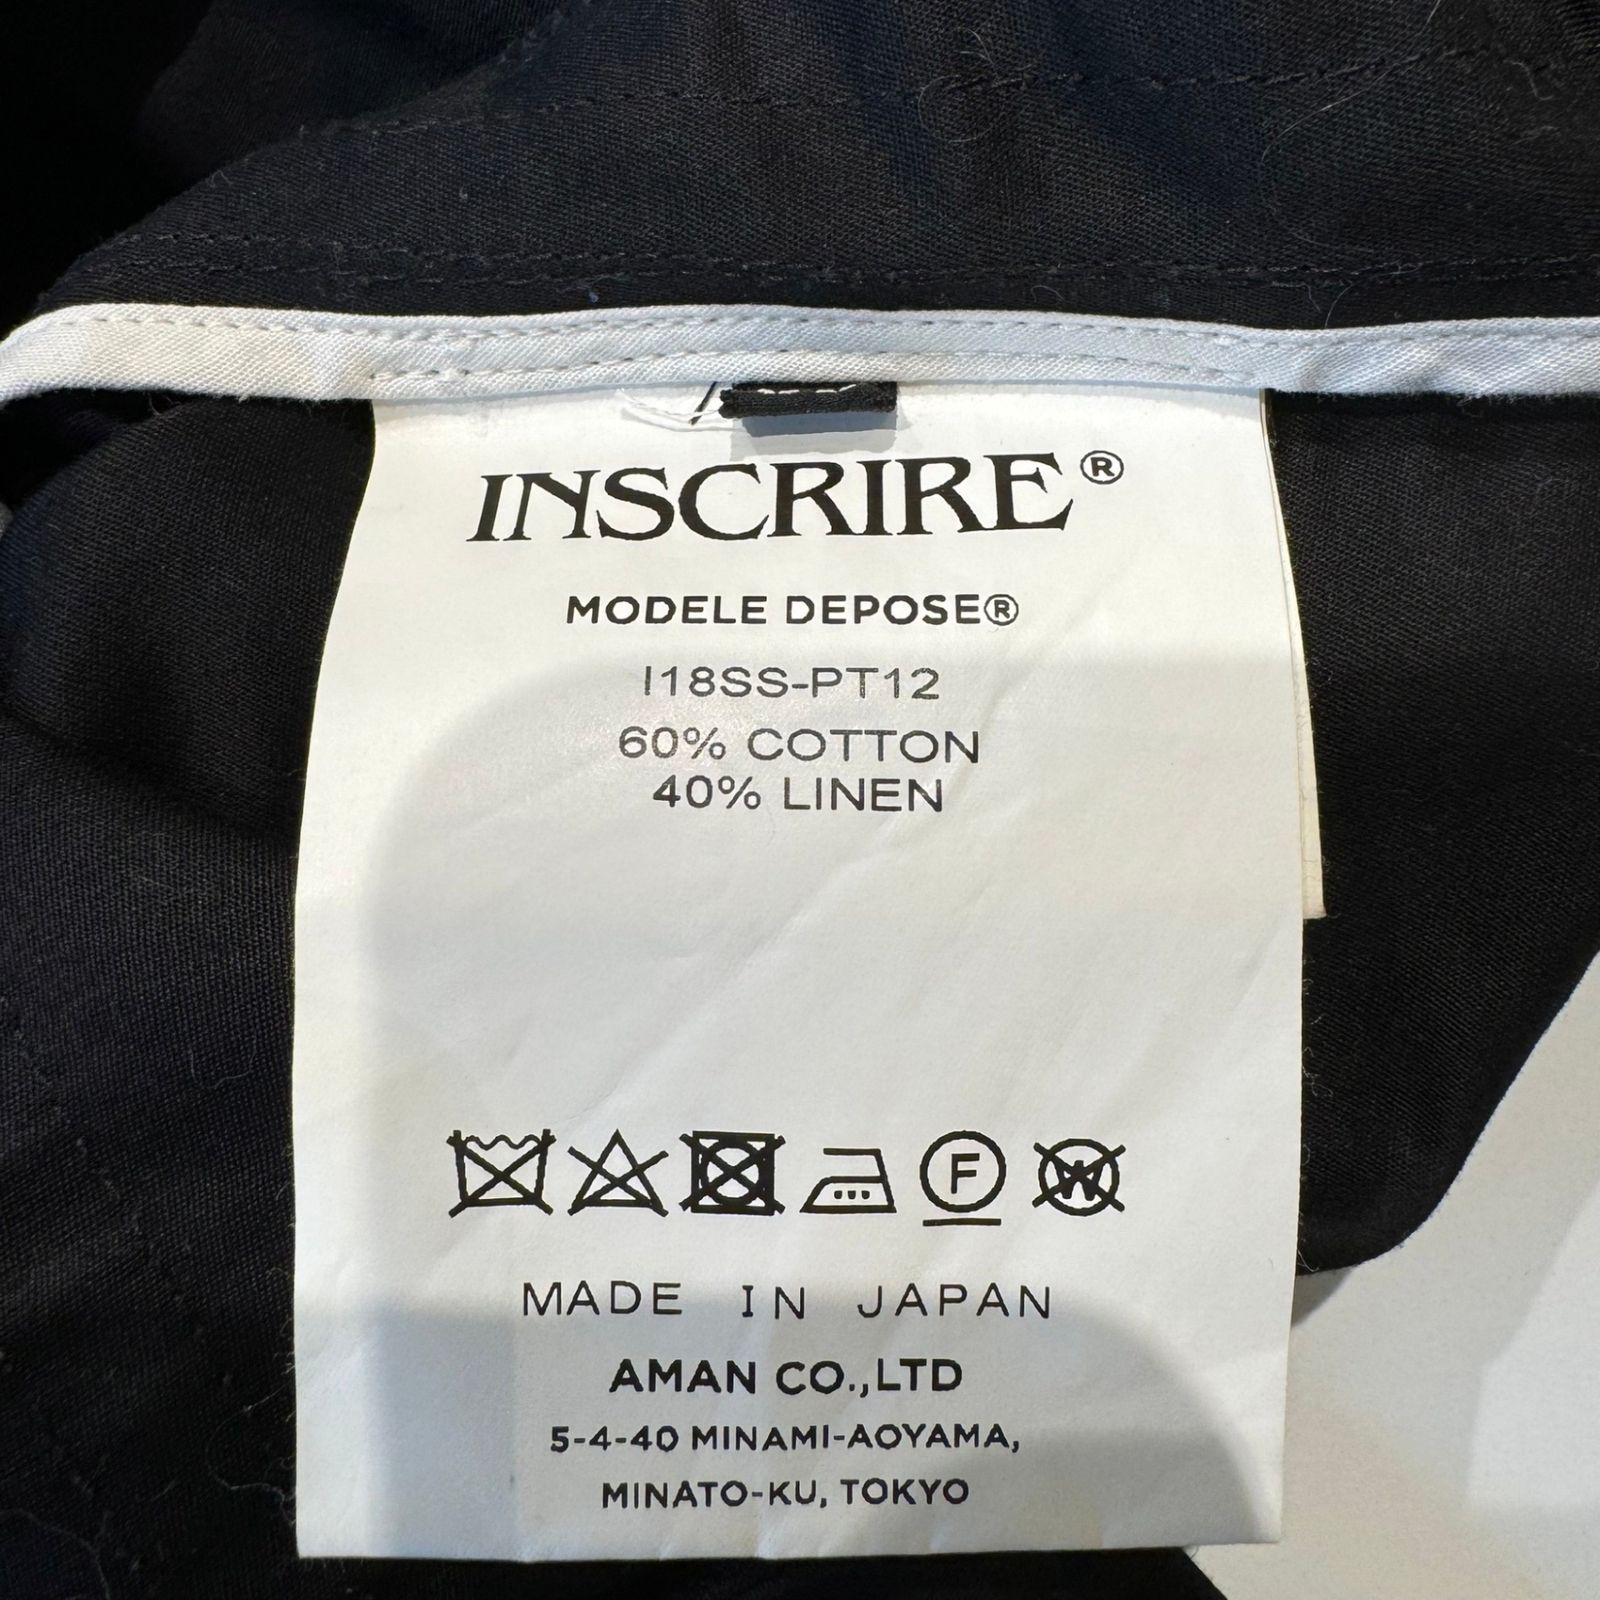 INSCRIRE®
MODELE DEPOSE®
I18SS-PT12
60% COTTON
40% LINEN
F W
MADE IN JAPAN
AMAN CO.,LTD
5-4-40 MINAMI-AOYAMA,
MINATO-KU, TOKYO